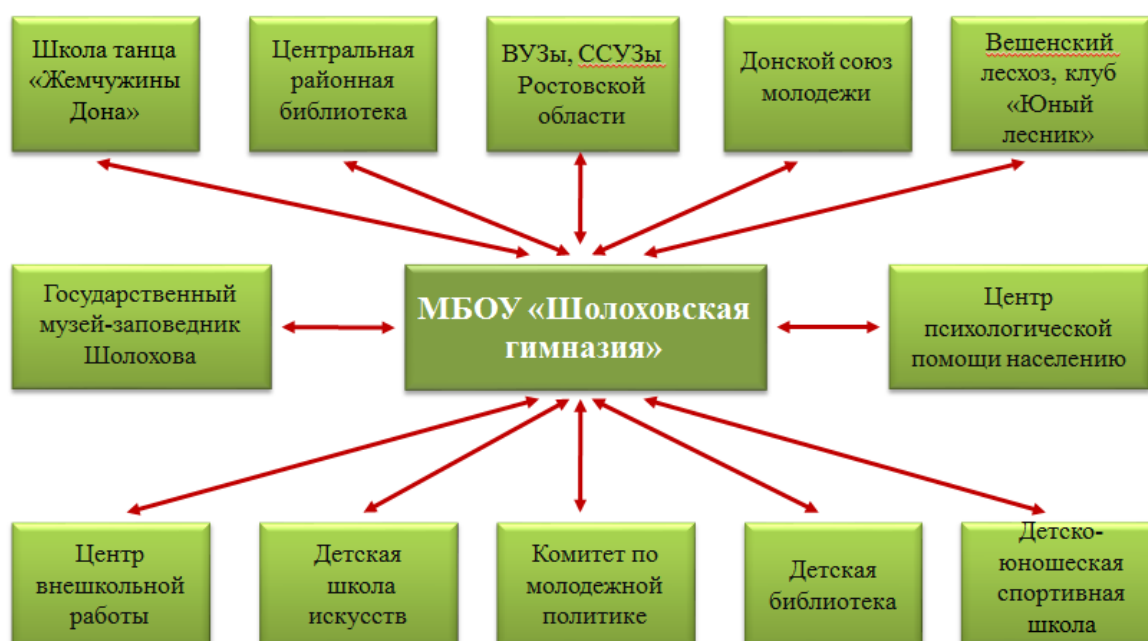 Школа танца
«Жемчужины
Дона»
Центральная
районная
библиотека
ВУЗы, ССУЗы
Ростовской
области
Донской союз
молодежи
Вешенский
лесхоз, клуб
«Юный
лесник»
Государственный
музей-заповедник
Шолохова
МБОУ «Шолоховская
гимназия»
Центр
психологической
помощи населению
Центр
внешкольной
работы
Детская
школа
искусств
Комитет по
молодежной
политике
Детская
библиотека
Детско-
юношеская
спортивная
школа